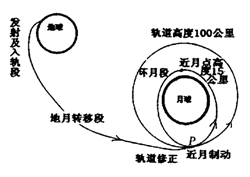 地球
发射及入轨段
地月转移段
轨道修正
轨道高度100公里
环月段
近月点高
度15
公里
月球
P
近月制动